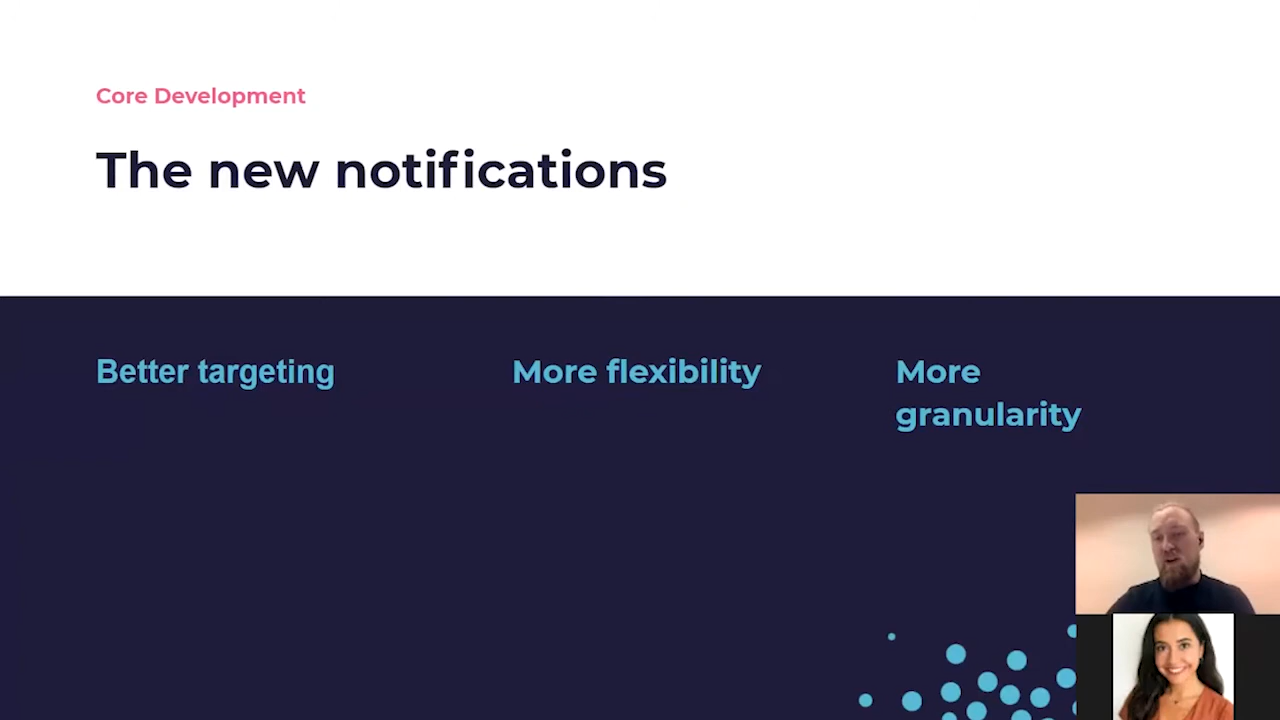 Core Development
The new notifications
Better targeting
More flexibility
More
granularity